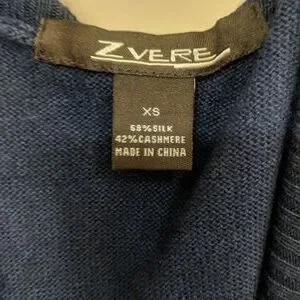 ZVERE
XS
58%SILK
42%CASHMERE
MADE IN CHINA